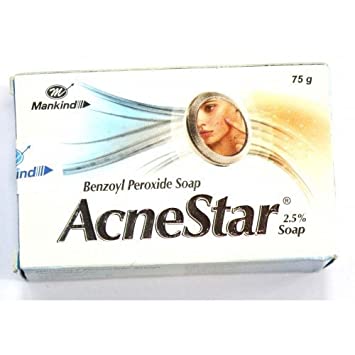 m
Mankind
75 g
kind
Benzoyl Peroxide Soap
AcneStar®
2.5%
Soap